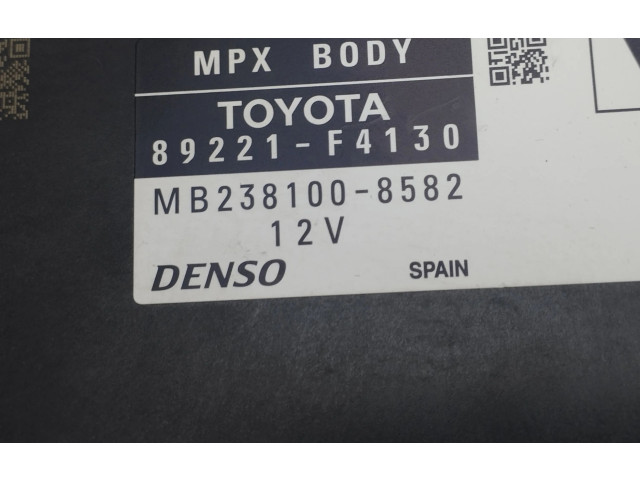 MPX BODY
TOYOTA
89221-F4130
MB238100-8582
12V
DENSO SPAIN